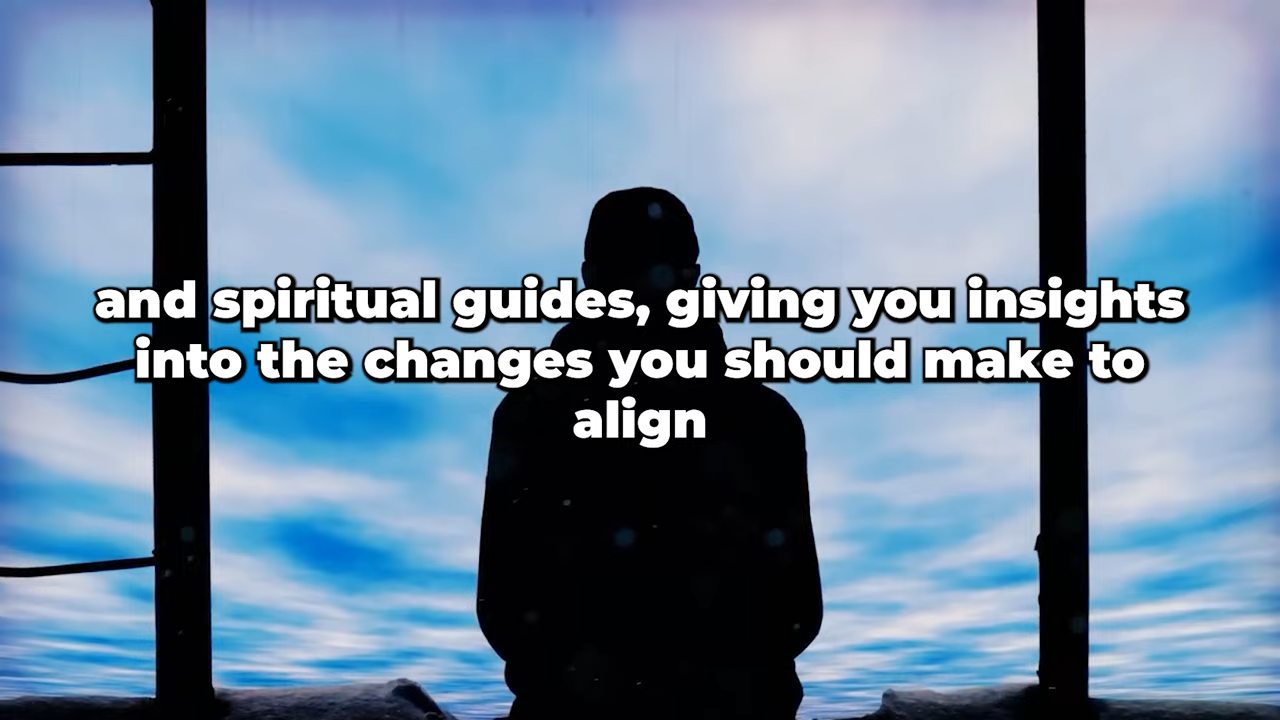 and spiritual guides, giving you insights
into the changes you should make to
align